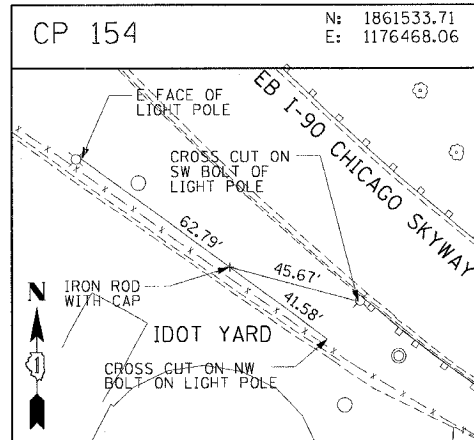 CP 154
N: 1861533.71
E: 1176468.06
E FACE OF
LIGHT POLE
EB I-90 CHICAGO SKYWAY
CROSS CUT ON
SW BOLT OF
LIGHT POLE
62.79'
45.67'
41.58'
IRON ROD
WITH CAP
N
1
IDOT YARD
CROSS CUT ON NW
BOLT ON LIGHT POLE